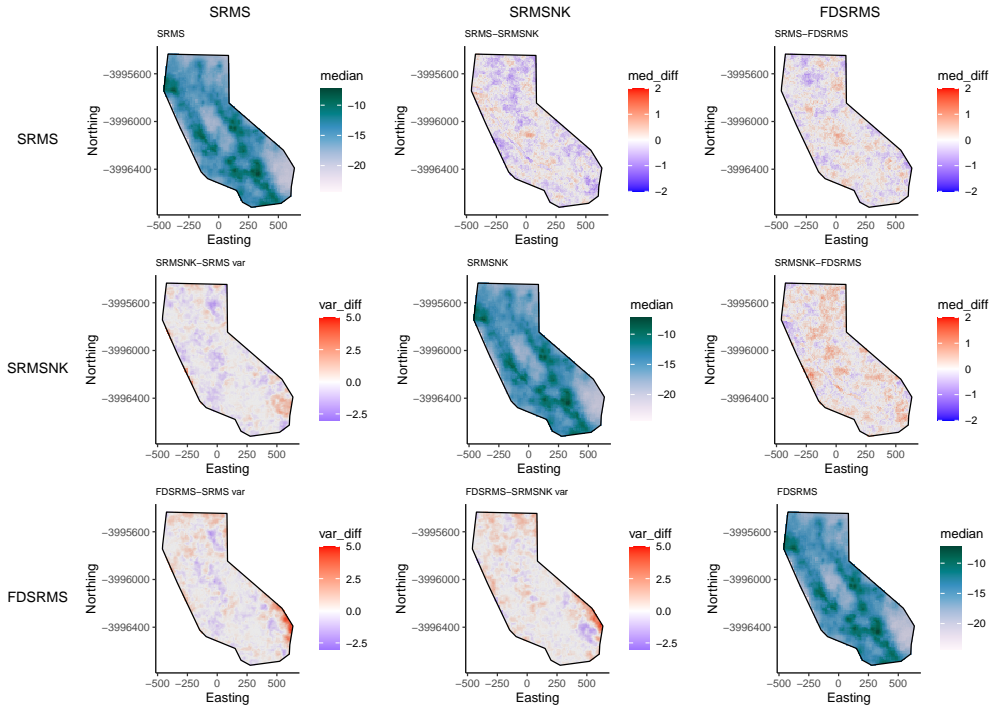 SRMS SRMSNK FDSRMS
SRMS SRMS−SRMSNK SRMS−FDSRMS
SRMS
Northing
−3995600
−3996000
−3996400
−500 −250 0 250 500
Easting
median
−10
−15
−20
Northing
−3995600
−3996000
−3996400
−500 −250 0 250 500
Easting
med_diff
2
1
0
−1
−2
Northing
−3995600
−3996000
−3996400
−500 −250 0 250 500
Easting
med_diff
2
1
0
−1
−2
SRMSNK−SRMS var SRMSNK SRMSNK−FDSRMS
SRMSNK
Northing
−3995600
−3996000
−3996400
−500 −250 0 250 500
Easting
var_diff
5.0
2.5
0.0
−2.5
Northing
−3995600
−3996000
−3996400
−500 −250 0 250 500
Easting
median
−10
−15
−20
Northing
−3995600
−3996000
−3996400
−500 −250 0 250 500
Easting
med_diff
2
1
0
−1
−2
FDSRMS−SRMS var FDSRMS−SRMSNK var FDSRMS
FDSRMS
Northing
−3995600
−3996000
−3996400
−500 −250 0 250 500
Easting
var_diff
5.0
2.5
0.0
−2.5
Northing
−3995600
−3996000
−3996400
−500 −250 0 250 500
Easting
var_diff
5.0
2.5
0.0
−2.5
Northing
−3995600
−3996000
−3996400
−500 −250 0 250 500
Easting
median
−10
−15
−20